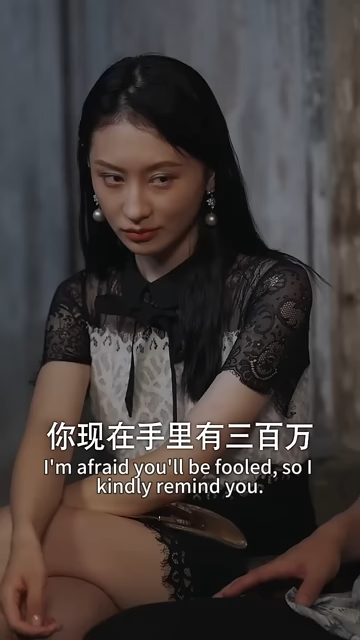 你现在手里有三百万
I'm afraid you'll be fooled, so I
kindly remind you.